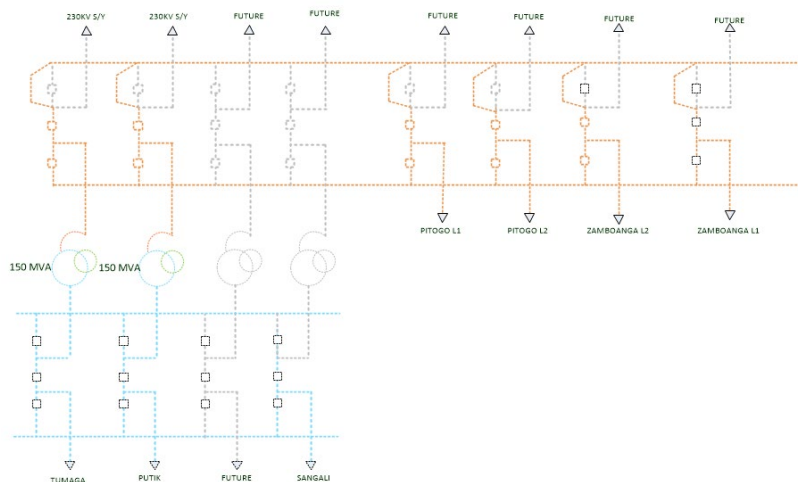 230KV S/Y
230KV S/Y
FUTURE
FUTURE
FUTURE
FUTURE
FUTURE
FUTURE
PITOGO L1
PITOGO L2
ZAMBOANGA L2
ZAMBOANGA L1
150 MVA
150 MVA
TUMAGA
PUTIK
FUTURE
SANGALI